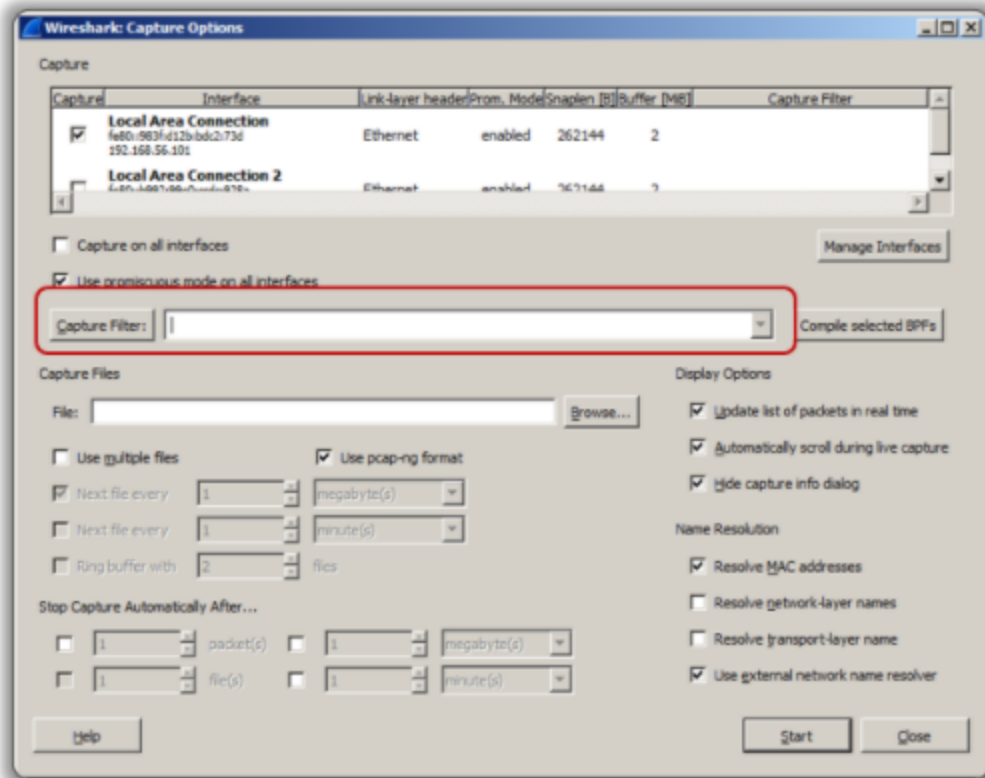 Wireshark: Capture Options
Capture
Capture Interface Link-layer header Prom. Mode Snaplen [B] Buffer [MiB] Capture Filter
Local Area Connection
192.168.56.101
Ethernet enabled 262144 2
Local Area Connection 2
Ethernet enabled 262144 2
Capture on all interfaces
Manage Interfaces
Use promiscuous mode on all interfaces
Capture Filter:
Compile selected BPFs
Capture Files
File:
Browse...
Use multiple files
Use pcap-ng format
Next file every 1 megabyte(s)
Next file every 1 minute(s)
Ring buffer with 2 files
Stop Capture Automatically After...
1 packet(s) 1 megabyte(s)
1 file(s) 1 minute(s)
Display Options
Update list of packets in real time
Automatically scroll during live capture
Hide capture info dialog
Name Resolution
Resolve MAC addresses
Resolve network-layer names
Resolve transport-layer name
Use external network name resolver
Help
Start
Close